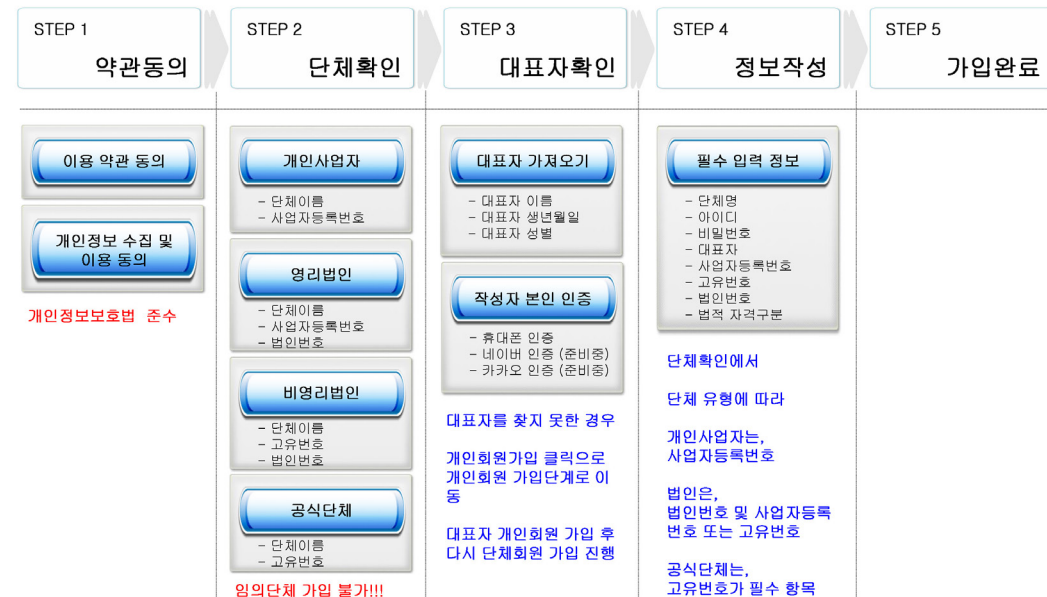 STEP 1
약관동의
STEP 2
단체확인
STEP 3
대표자확인
STEP 4
정보작성
STEP 5
가입완료
이용 약관 동의
개인정보 수집 및
이용 동의
개인정보보호법 준수
개인사업자
- 단체이름
- 사업자등록번호
영리법인
- 단체이름
- 사업자등록번호
- 법인번호
비영리법인
- 단체이름
- 고유번호
- 법인번호
공식단체
- 단체이름
- 고유번호
임의단체 가입 불가!!!
대표자 가져오기
- 대표자 이름
- 대표자 생년월일
- 대표자 성별
작성자 본인 인증
- 휴대폰 인증
- 네이버 인증 (준비중)
- 카카오 인증 (준비중)
대표자를 찾지 못한 경우
개인회원가입 클릭으로
개인회원 가입단계로 이
동
대표자 개인회원 가입 후
다시 단체회원 가입 진행
필수 입력 정보
- 단체명
- 아이디
- 비밀번호
- 대표자
- 사업자등록번호
- 고유번호
- 법인번호
- 법적 자격구분
단체확인에서
단체 유형에 따라
개인사업자는,
사업자등록번호
법인은,
법인번호 및 사업자등록
번호 또는 고유번호
공식단체는,
고유번호가 필수 항목